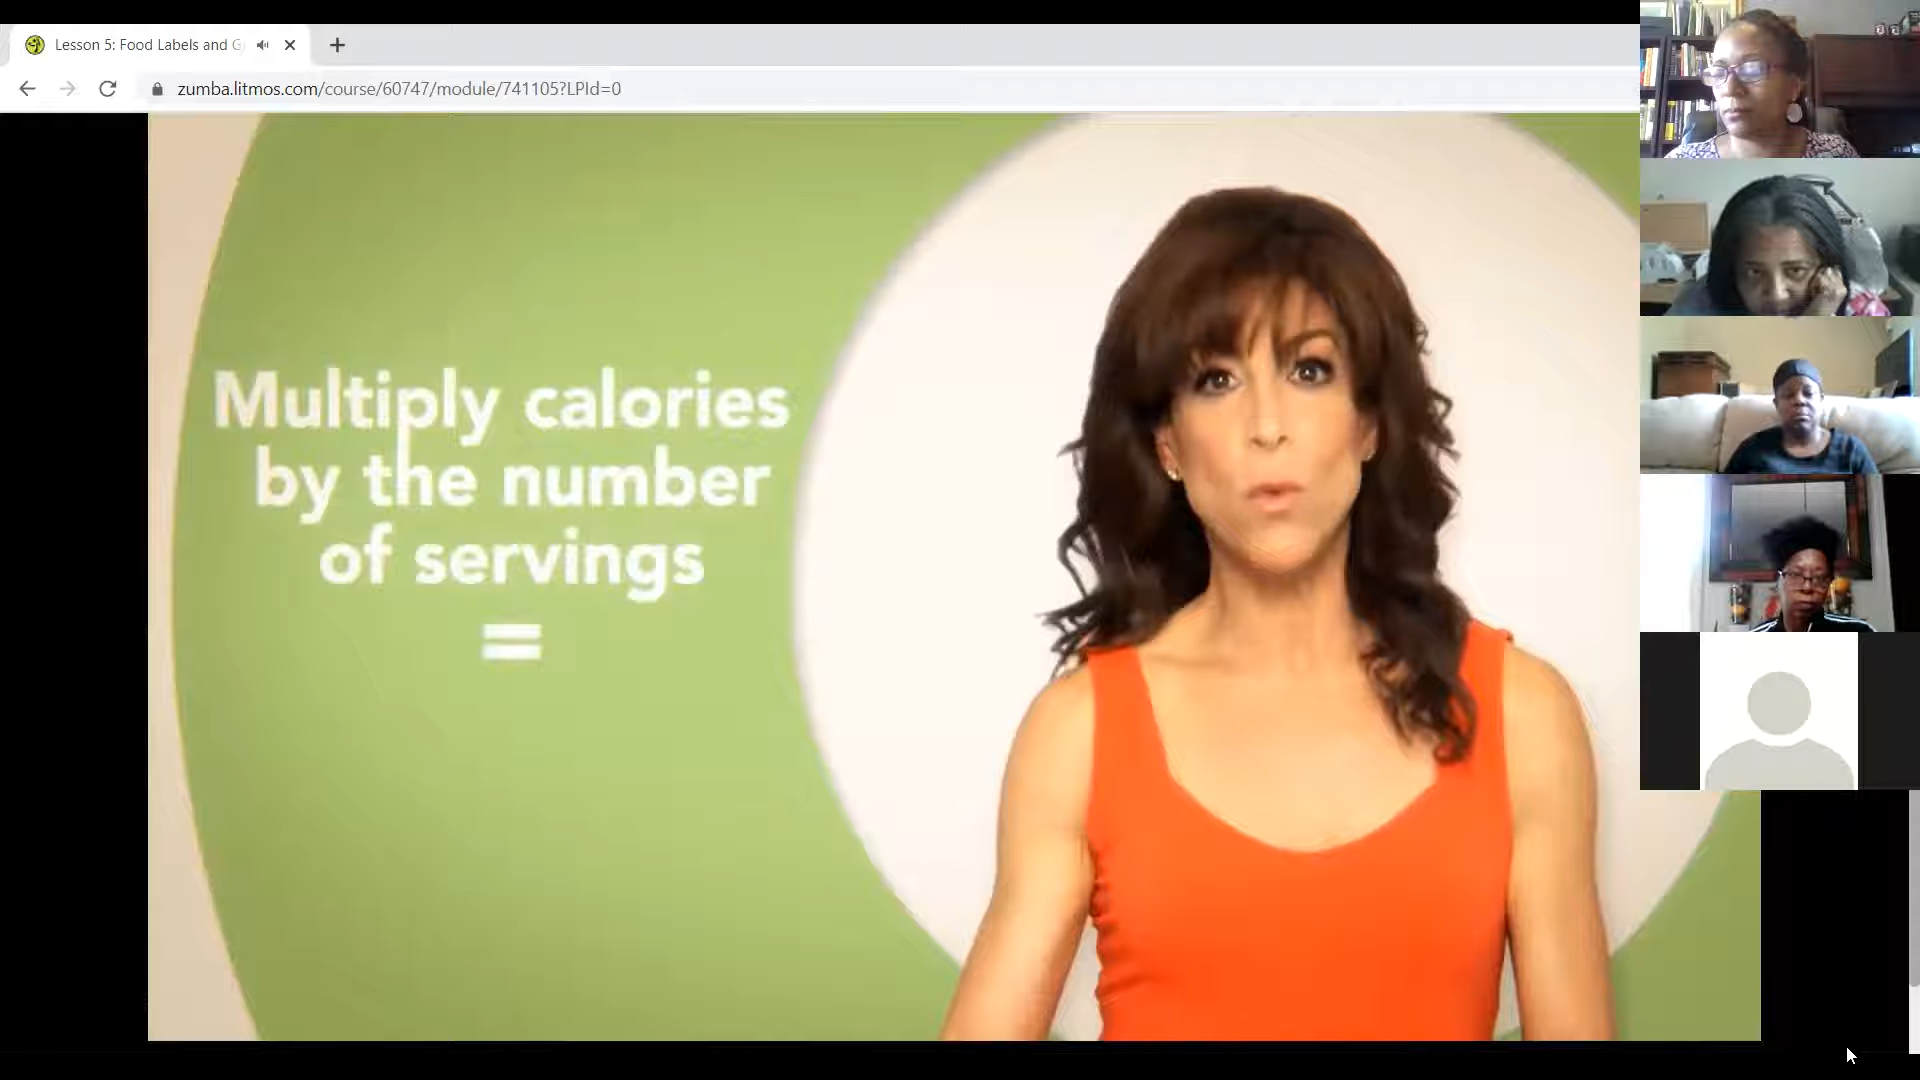 Lesson 5: Food Labels and G
zumba.litmos.com/course/60747/module/741105?LPId=0
Multiply calories
by the number
of servings
=